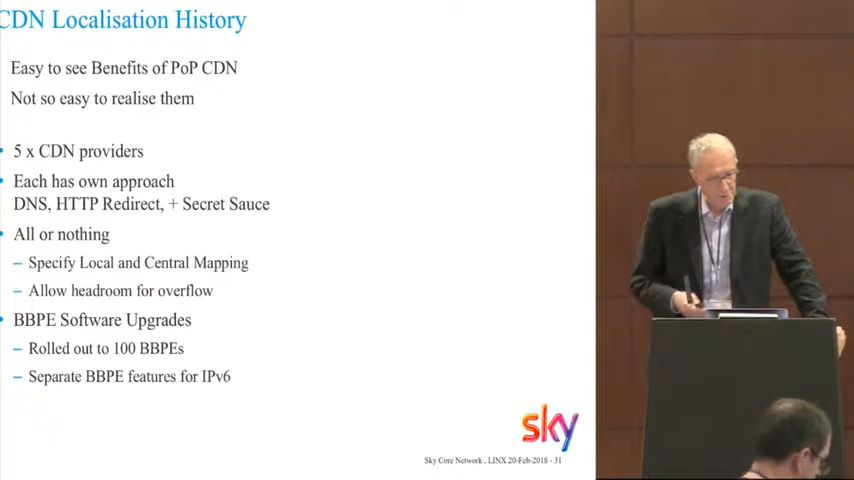 CDN Localisation History
Easy to see Benefits of PoP CDN
Not so easy to realise them
• 5 x CDN providers
• Each has own approach
DNS, HTTP Redirect, + Secret Sauce
• All or nothing
– Specify Local and Central Mapping
– Allow headroom for overflow
• BBPE Software Upgrades
– Rolled out to 100 BBPEs
– Separate BBPE features for IPv6
sky
Sky Core Network , LINX 20-Feb-2018 - 31